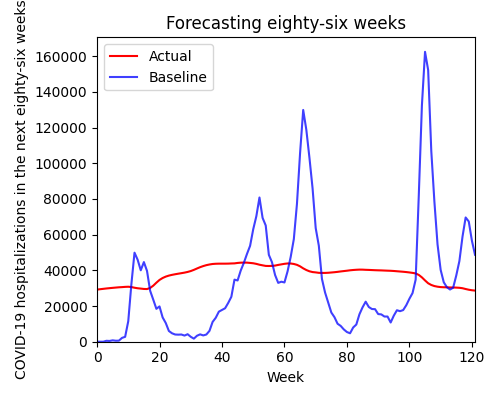 Forecasting eighty-six weeks
COVID-19 hospitalizations in the next eighty-six weeks
160000
140000
120000
100000
80000
60000
40000
20000
0
Actual
Baseline
0 20 40 60 80 100 120
Week